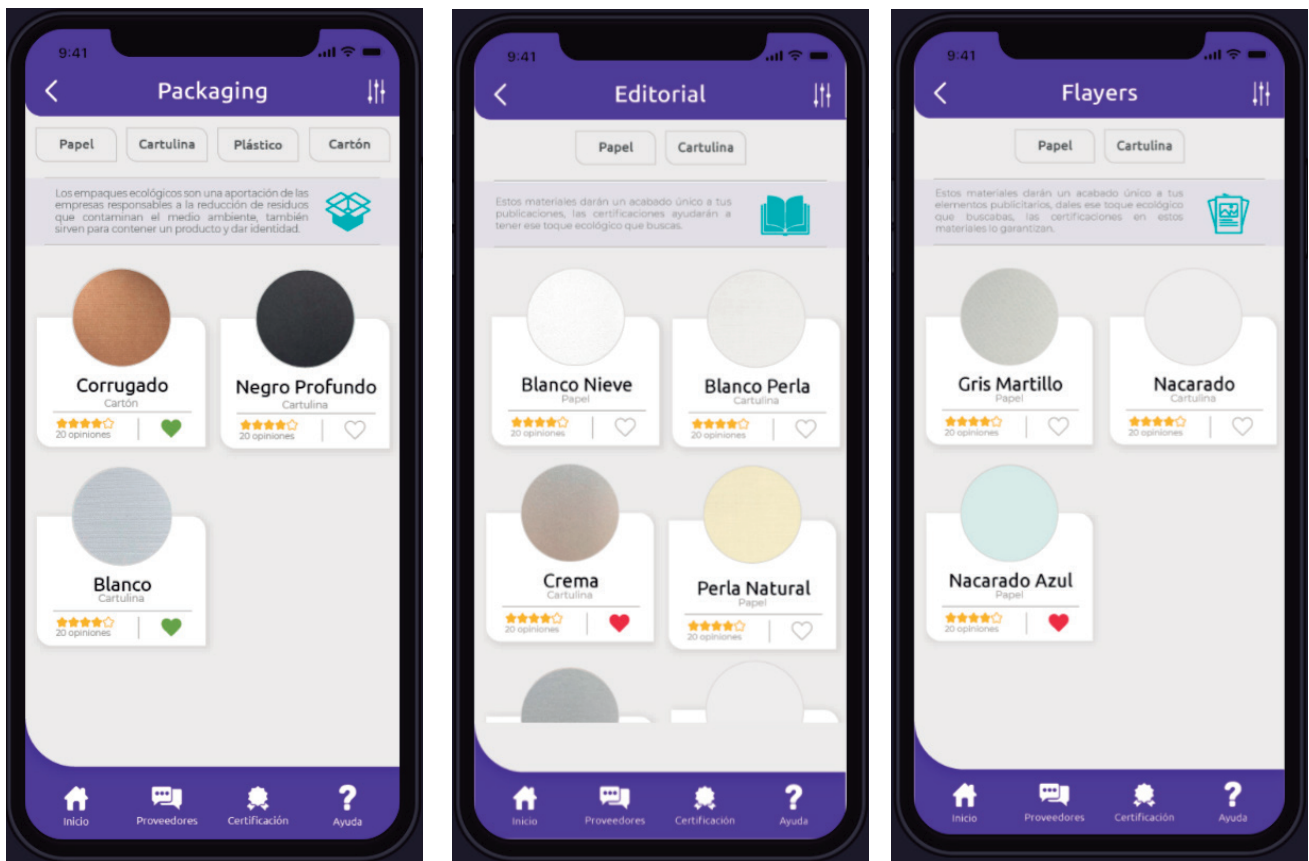 9:41
Packaging
Papel
Cartulina
Plástico
Cartón
Los empaques ecológicos son una aportación de las
empresas responsables a la reducción de residuos
que contaminan el medio ambiente, también
sirven para contener un producto y dar identidad.
Corrugado
Cartón
20 opiniones
Negro Profundo
Cartulina
20 opiniones
Blanco
Cartulina
20 opiniones
Inicio
Proveedores
Certificación
Ayuda
9:41
Editorial
Papel
Cartulina
Estos materiales darán un acabado único a tus
publicaciones, las certificaciones ayudarán a
tener ese toque ecológico que buscas.
Blanco Nieve
Papel
20 opiniones
Blanco Perla
Cartulina
20 opiniones
Crema
Cartulina
20 opiniones
Perla Natural
Papel
20 opiniones
Inicio
Proveedores
Certificación
Ayuda
9:41
Flayers
Papel
Cartulina
Estos materiales darán un acabado único a tus
elementos publicitarios, dales ese toque ecológico
que buscabas, las certificaciones en estos
materiales lo garantizan.
Gris Martillo
Papel
20 opiniones
Nacarado
Cartulina
20 opiniones
Nacarado Azul
Papel
20 opiniones
Inicio
Proveedores
Certificación
Ayuda